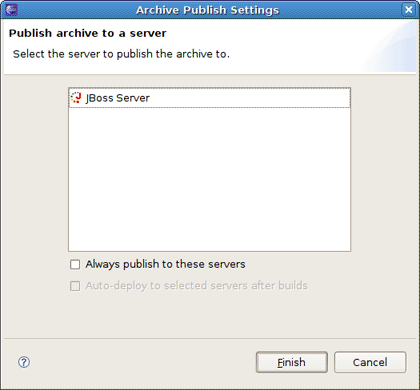 Archive Publish Settings
Publish archive to a server
Select the server to publish the archive to.
JBoss Server
Always publish to these servers
Auto-deploy to selected servers after builds
?
Finish
Cancel